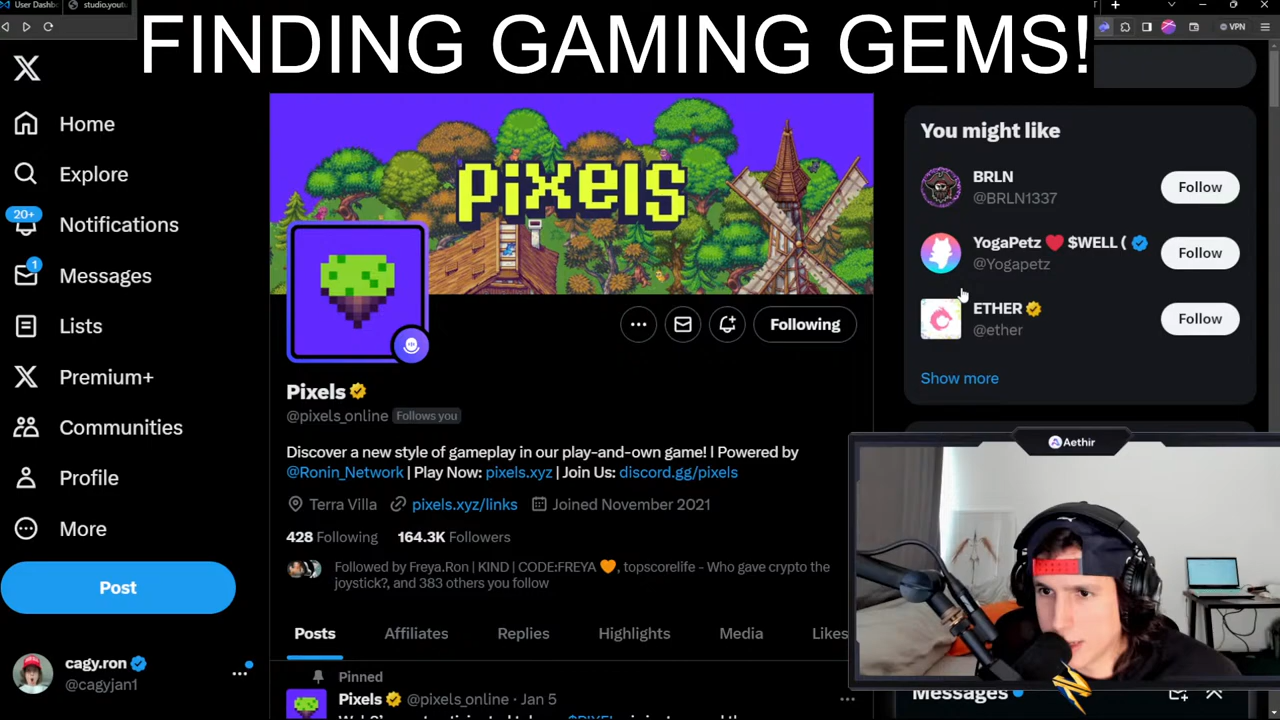 User Dashb
studio.youtu
FINDING GAMING GEMS!
VPN
Home
Explore
20+
Notifications
1
Messages
Lists
Premium+
Communities
Profile
More
Post
cagy.ron
@cagyjan1
pixels
Following
Pixels
@pixels_online Follows you
Discover a new style of gameplay in our play-and-own game! | Powered by
@Ronin_Network | Play Now: pixels.xyz | Join Us: discord.gg/pixels
Terra Villa pixels.xyz/links Joined November 2021
428 Following 164.3K Followers
Followed by Freya.Ron | KIND | CODE:FREYA 🧡, topscorelife - Who gave crypto the
joystick?, and 383 others you follow
Posts Affiliates Replies Highlights Media Likes
Pinned
Pixels @pixels_online · Jan 5
You might like
BRLN
@BRLN1337
Follow
YogaPetz ❤️ $WELL (
@Yogapetz
Follow
ETHER
@ether
Follow
Show more
Aethir
Messages